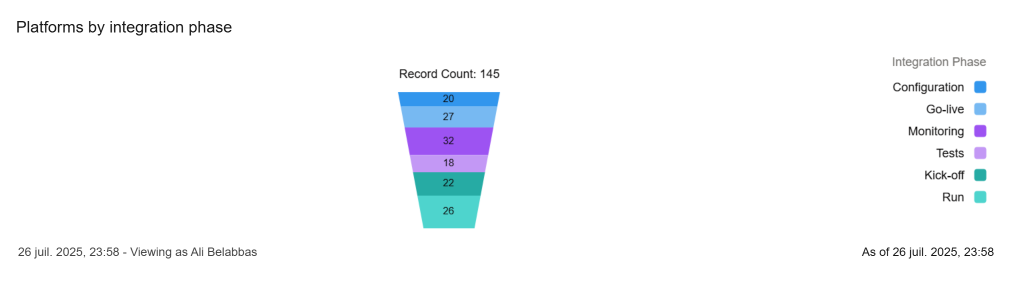 Platforms by integration phase
Record Count: 145
20
27
32
18
22
26
Integration Phase
Configuration
Go-live
Monitoring
Tests
Kick-off
Run
26 juil. 2025, 23:58 - Viewing as Ali Belabbas
As of 26 juil. 2025, 23:58